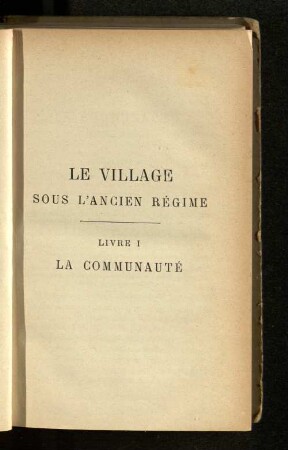 LE VILLAGE
SOUS L'ANCIEN RÉGIME
LIVRE I
LA COMMUNAUTÉ